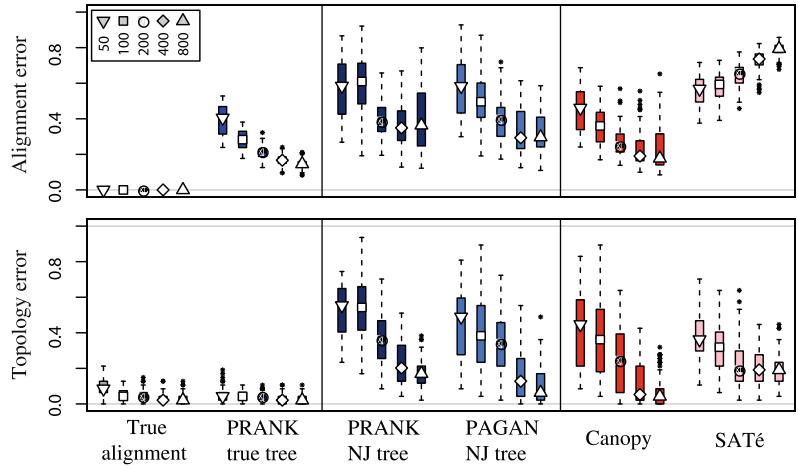 Alignment error
0.8
0.4
0.0
50 100 200 400 800
Topology error
0.8
0.4
0.0
True alignment
PRANK true tree
PRANK NJ tree
PAGAN NJ tree
Canopy
SATé